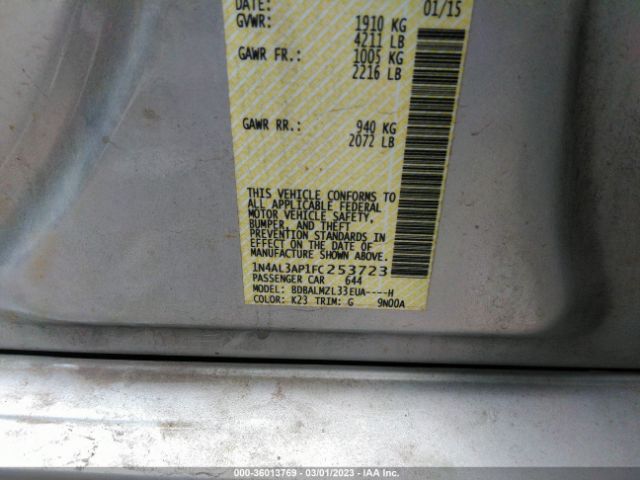 DATE: 01/15
GVWR: 1910 KG
4211 LB
GAWR FR.: 1005 KG
2216 LB
GAWR RR.: 940 KG
2072 LB
THIS VEHICLE CONFORMS TO
ALL APPLICABLE FEDERAL
MOTOR VEHICLE SAFETY,
BUMPER, AND THEFT
PREVENTION STANDARDS IN
EFFECT ON THE DATE OF
MANUFACTURE SHOWN ABOVE.
1N4AL3AP1FC253723
PASSENGER CAR 644
MODEL: BDBALMZL33EUA----H
COLOR: K23 TRIM: G 9N00A
000-36013769 — 03/01/2023 — IAA Inc.